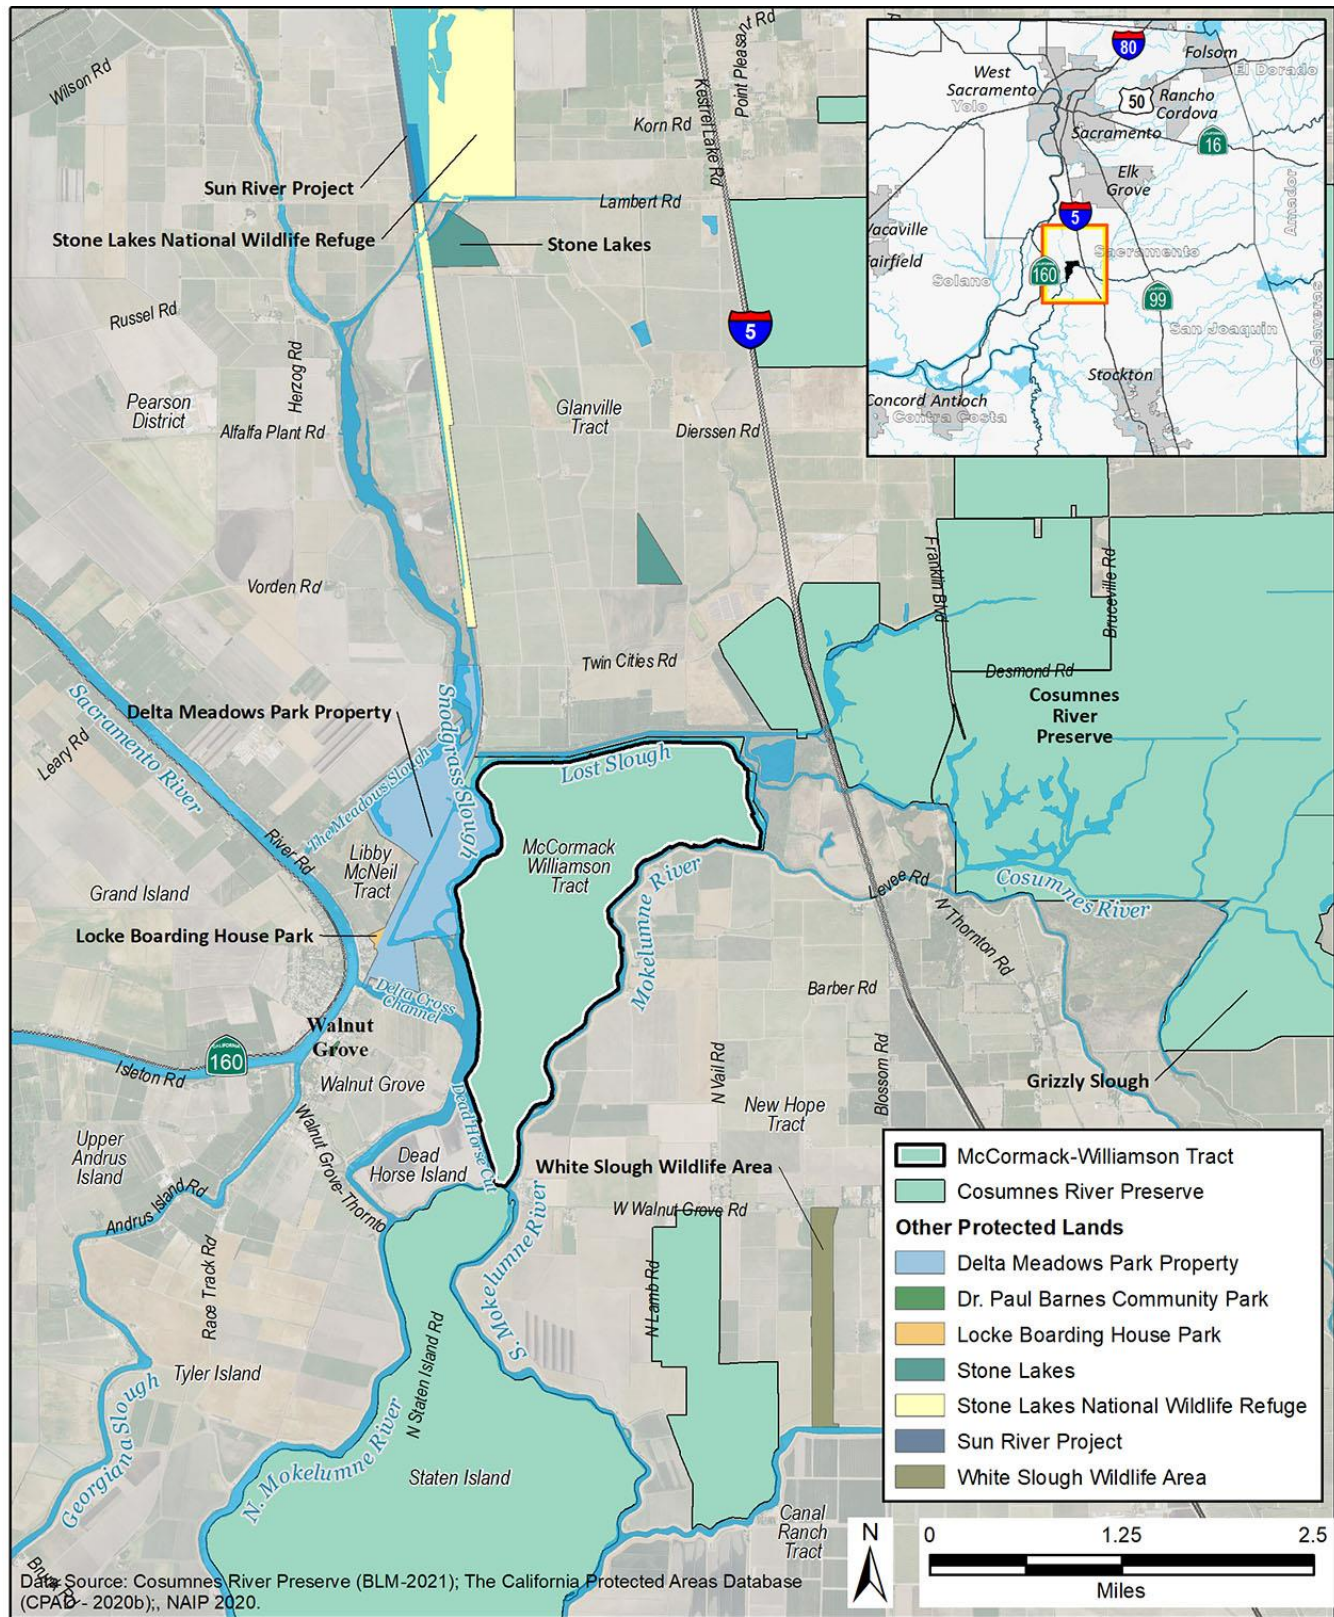 Wilson Rd
Point Pleasant Rd
Kestrel Lake Rd
Korn Rd
Sun River Project
Lambert Rd
Stone Lakes National Wildlife Refuge
Stone Lakes
Russel Rd
Herzog Rd
5
Pearson
District
Glanville
Tract
Alfalfa Plant Rd
Dierssen Rd
80
Folsom
West
Sacramento
El Dorado
Yolo
50
Rancho
Cordova
Sacramento
16
Elk
Grove
Amador
5
Vacaville
Fairfield
Sacramento
Solano
CALIFORNIA
160
CALIFORNIA
99
San Joaquin
Calaveras
Stockton
Concord
Antioch
Contra Costa
Franklin Blvd
Bruceville Rd
Vorden Rd
Twin Cities Rd
Desmond Rd
Cosumnes
River
Preserve
Sacramento River
Delta Meadows Park Property
Snodgrass Slough
Leary Rd
The Meadows Slough
Lost Slough
River Rd
Libby
McNeil
Tract
McCormack
Williamson
Tract
Mokelumne River
Grand Island
Levee Rd
Cosumnes River
N Thornton Rd
Locke Boarding House Park
Delta Cross
Channel
Barber Rd
Walnut
Grove
CALIFORNIA
160
Isleton Rd
Walnut Grove
Dead Horse Cut
N Vail Rd
Blossom Rd
Grizzly Slough
New Hope
Tract
Walnut Grove-Thornto
Upper
Andrus
Island
Dead
Horse Island
White Slough Wildlife Area
Andrus Island Rd
W Walnut Grove Rd
S. Mokelumne River
Race Track Rd
N Lamb Rd
N Staten Island Rd
Tyler Island
Georgiana Slough
N. Mokelumne River
Staten Island
Canal
Ranch
Tract
McCormack-Williamson Tract
Cosumnes River Preserve
Other Protected Lands
Delta Meadows Park Property
Dr. Paul Barnes Community Park
Locke Boarding House Park
Stone Lakes
Stone Lakes National Wildlife Refuge
Sun River Project
White Slough Wildlife Area
N
0 1.25 2.5
Miles
Data Source: Cosumnes River Preserve (BLM-2021); The California Protected Areas Database
(CPAD - 2020b);, NAIP 2020.